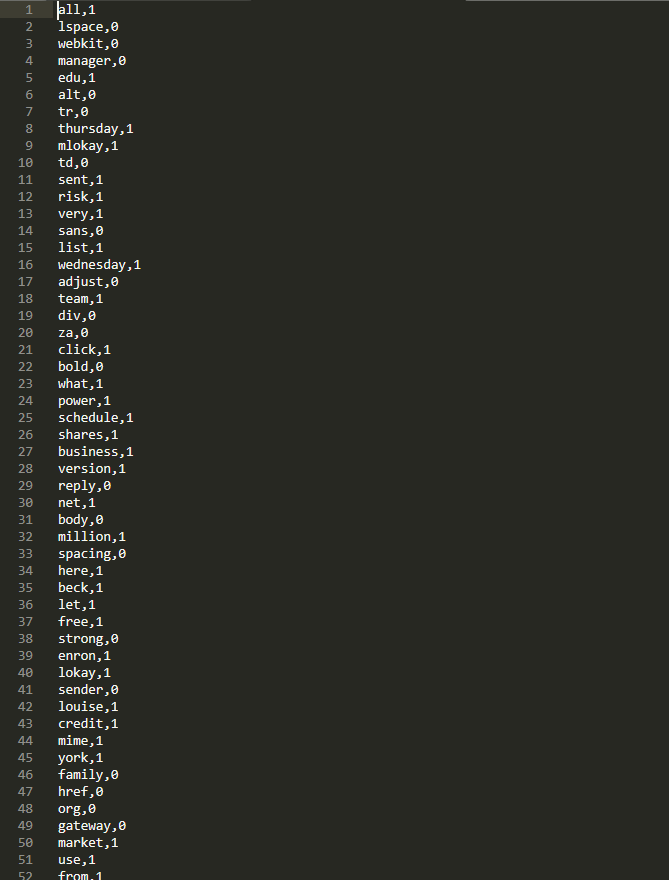 1 all,1
2 lspace,0
3 webkit,0
4 manager,0
5 edu,1
6 alt,0
7 tr,0
8 thursday,1
9 mlokay,1
10 td,0
11 sent,1
12 risk,1
13 very,1
14 sans,0
15 list,1
16 wednesday,1
17 adjust,0
18 team,1
19 div,0
20 za,0
21 click,1
22 bold,0
23 what,1
24 power,1
25 schedule,1
26 shares,1
27 business,1
28 version,1
29 reply,0
30 net,1
31 body,0
32 million,1
33 spacing,0
34 here,1
35 beck,1
36 let,1
37 free,1
38 strong,0
39 enron,1
40 lokay,1
41 sender,0
42 louise,1
43 credit,1
44 mime,1
45 york,1
46 family,0
47 href,0
48 org,0
49 gateway,0
50 market,1
51 use,1
52 from,1